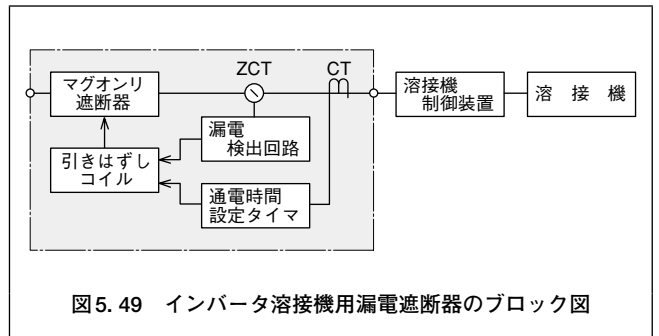 ZCT
CT
マグオンリ
遮断器
溶接機
制御装置
溶 接 機
漏電
検出回路
引きはずし
コイル
通電時間
設定タイマ
図5. 49 インバータ溶接機用漏電遮断器のブロック図